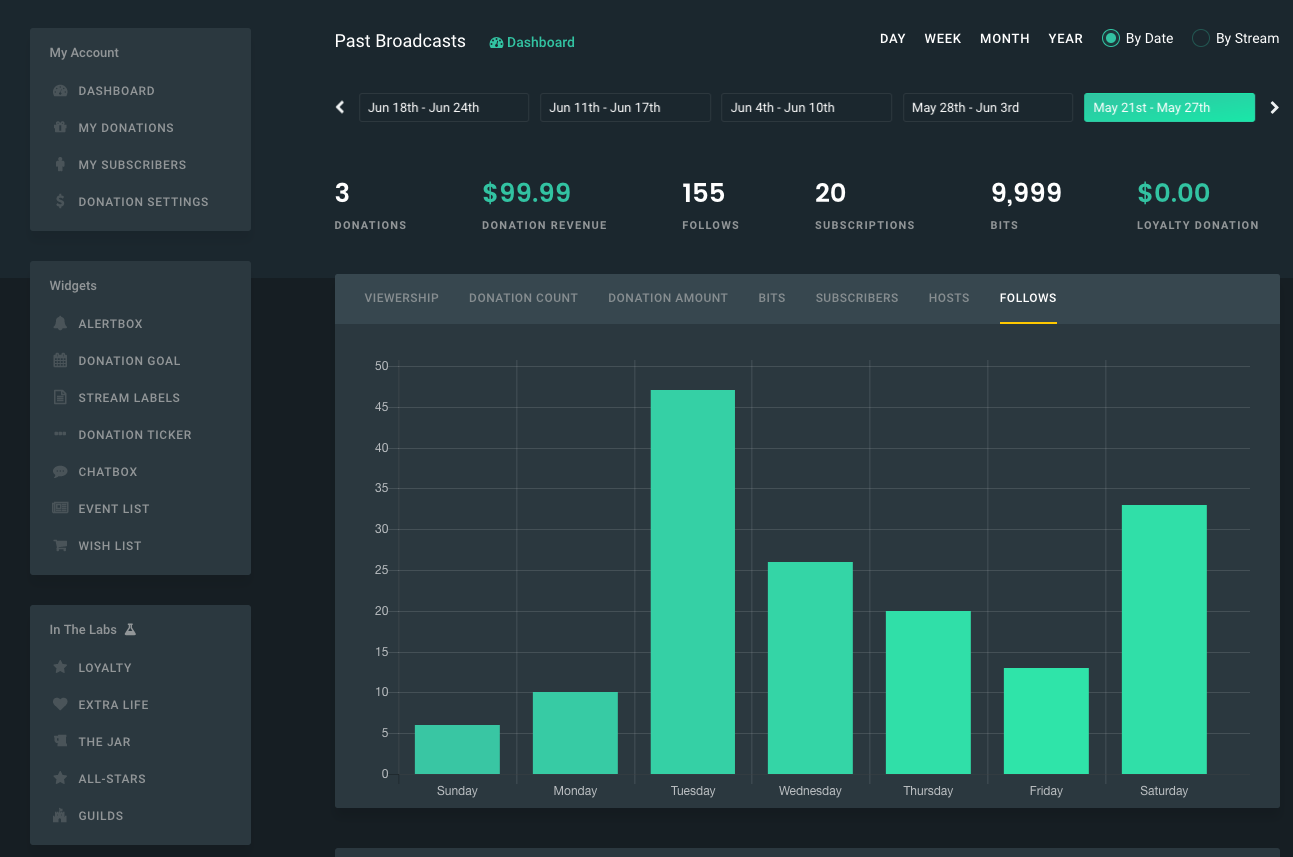 My Account
DASHBOARD
MY DONATIONS
MY SUBSCRIBERS
DONATION SETTINGS
Widgets
ALERTBOX
DONATION GOAL
STREAM LABELS
DONATION TICKER
CHATBOX
EVENT LIST
WISH LIST
In The Labs
LOYALTY
EXTRA LIFE
THE JAR
ALL-STARS
GUILDS
Past Broadcasts Dashboard DAY WEEK MONTH YEAR By Date By Stream
Jun 18th - Jun 24th Jun 11th - Jun 17th Jun 4th - Jun 10th May 28th - Jun 3rd May 21st - May 27th
3 $99.99 155 20 9,999 $0.00
DONATIONS DONATION REVENUE FOLLOWS SUBSCRIPTIONS BITS LOYALTY DONATION
VIEWERSHIP DONATION COUNT DONATION AMOUNT BITS SUBSCRIBERS HOSTS FOLLOWS
50
45
40
35
30
25
20
15
10
5
0
Sunday Monday Tuesday Wednesday Thursday Friday Saturday